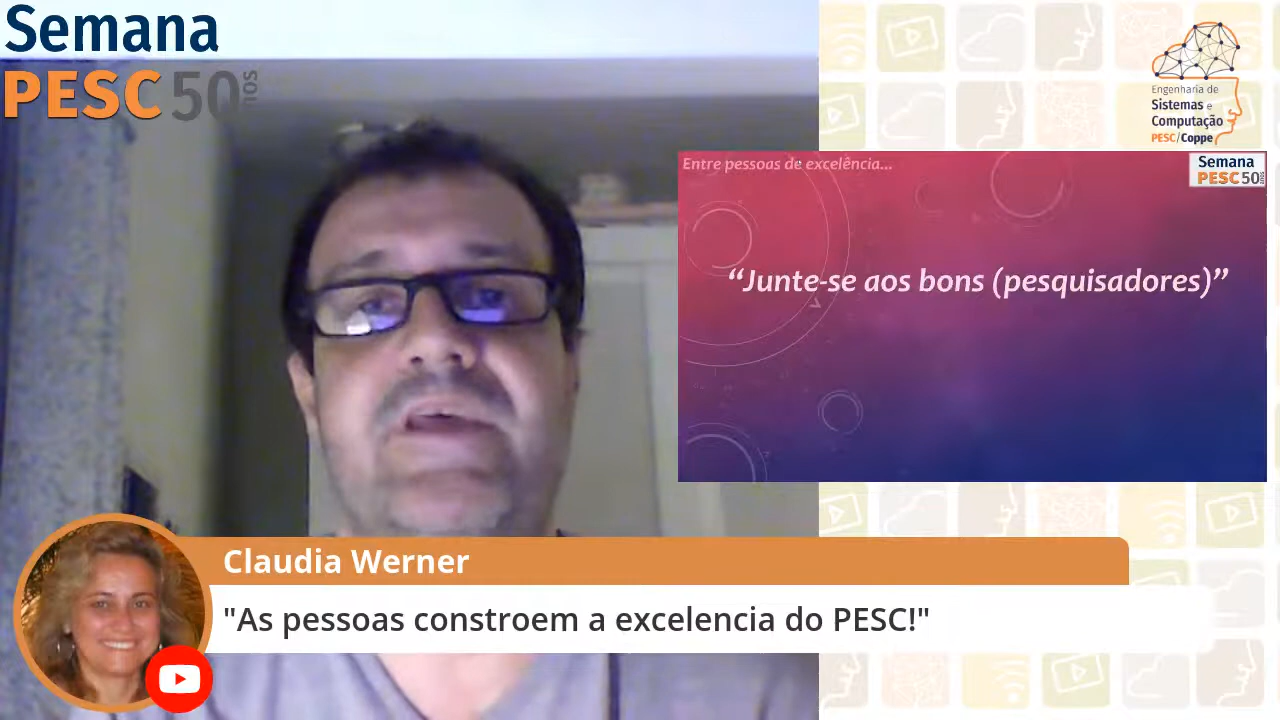 Semana
PESC 50 anos
Engenharia de
Sistemas e
Computação
PESC/Coppe
Entre pessoas de excelência...
Semana
PESC 50 anos
“Junte-se aos bons (pesquisadores)”
Claudia Werner
"As pessoas constroem a excelencia do PESC!"